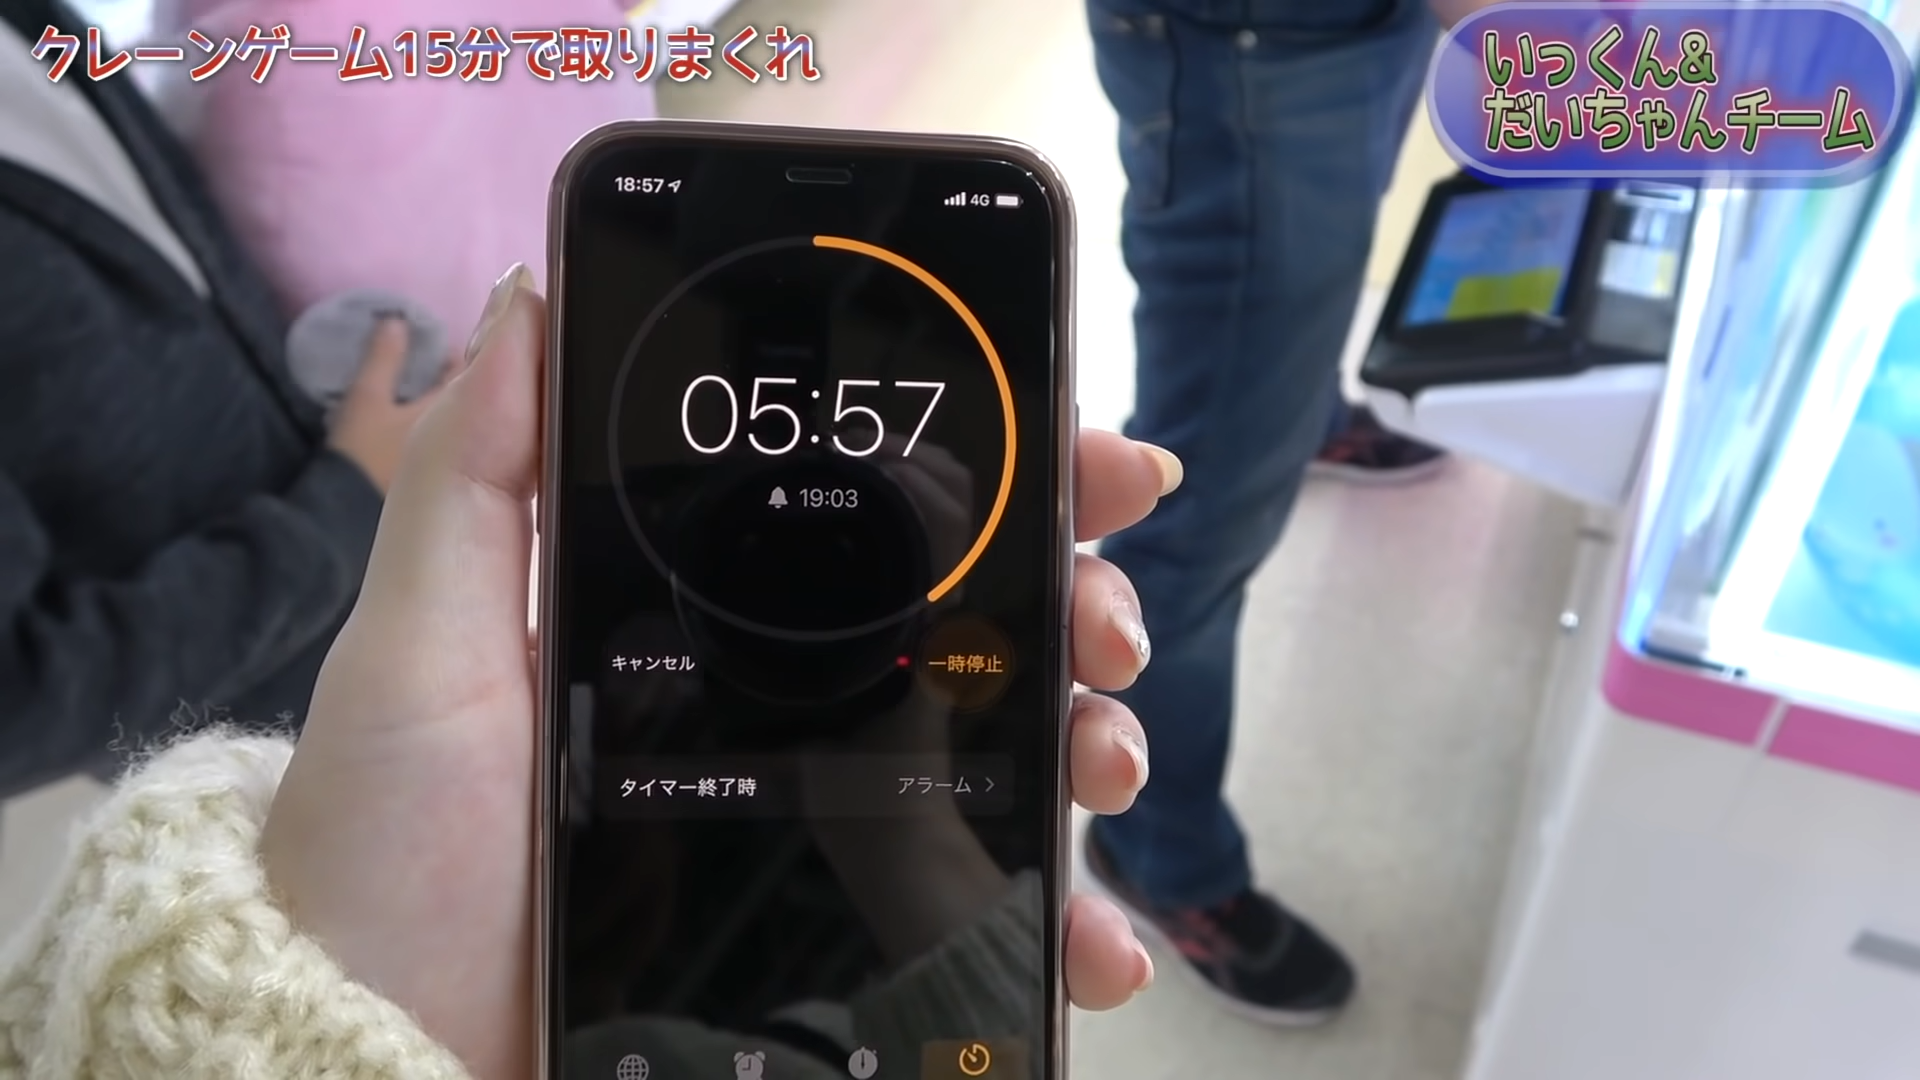 クレーンゲーム15分で取りまくれ
いっくん&
だいちゃんチーム
18:57
4G
05:57
19:03
キャンセル
一時停止
タイマー終了時
アラーム